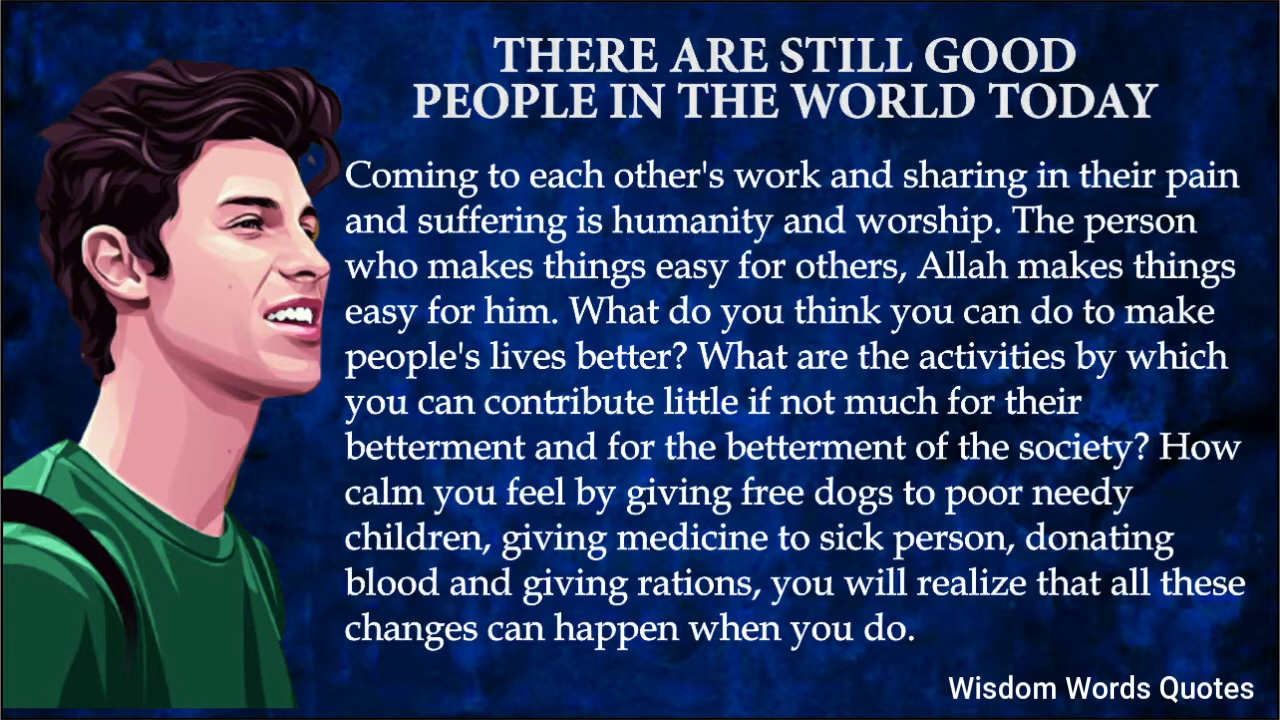 THERE ARE STILL GOOD
PEOPLE IN THE WORLD TODAY
Coming to each other's work and sharing in their pain
and suffering is humanity and worship. The person
who makes things easy for others, Allah makes things
easy for him. What do you think you can do to make
people's lives better? What are the activities by which
you can contribute little if not much for their
betterment and for the betterment of the society? How
calm you feel by giving free dogs to poor needy
children, giving medicine to sick person, donating
blood and giving rations, you will realize that all these
changes can happen when you do.
Wisdom Words Quotes